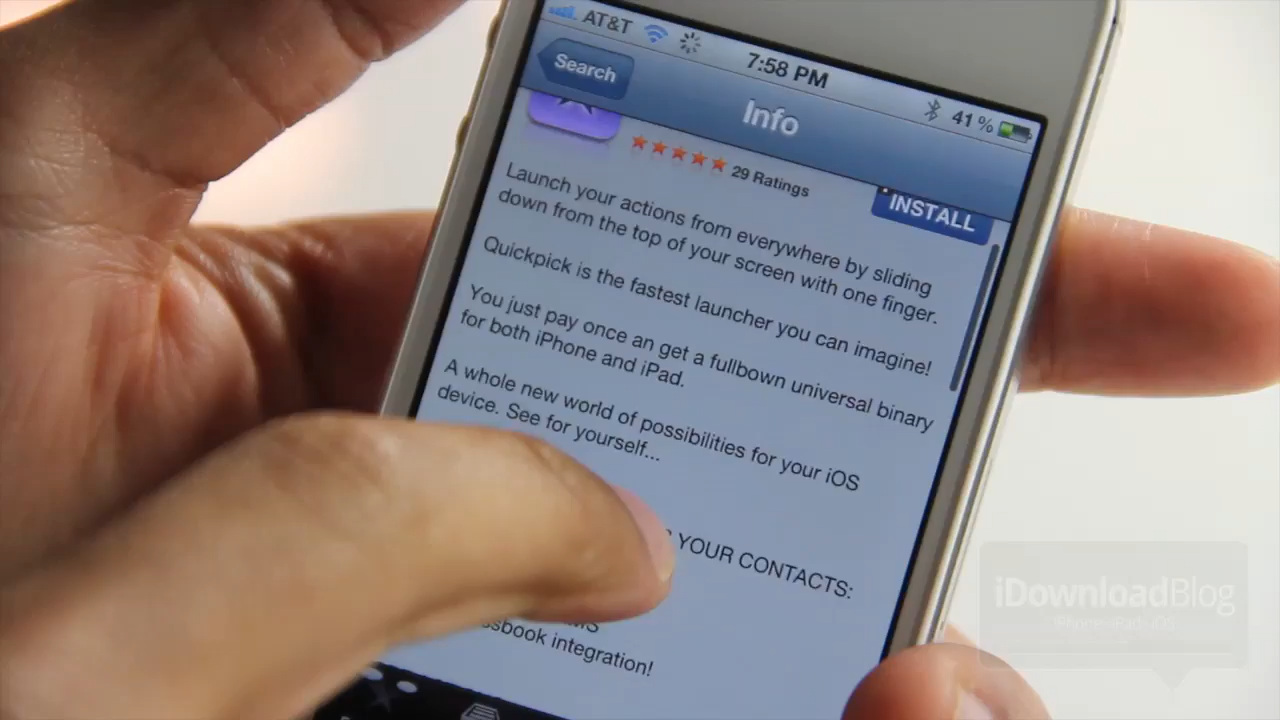 AT&T
7:58 PM
41 %
Search
Info
29 Ratings
INSTALL
Launch your actions from everywhere by sliding
down from the top of your screen with one finger.
Quickpick is the fastest launcher you can imagine!
You just pay once an get a fullbown universal binary
for both iPhone and iPad.
A whole new world of possibilities for your iOS
device. See for yourself...
YOUR CONTACTS:
integration!
iDownloadBlog
iPhone, iPad, iOS